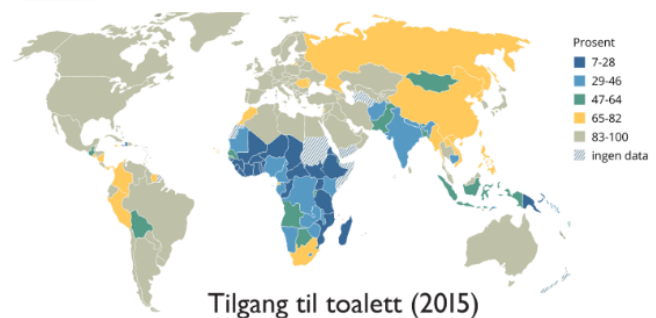 Prosent
7-28
29-46
47-64
65-82
83-100
ingen data
Tilgang til toalett (2015)